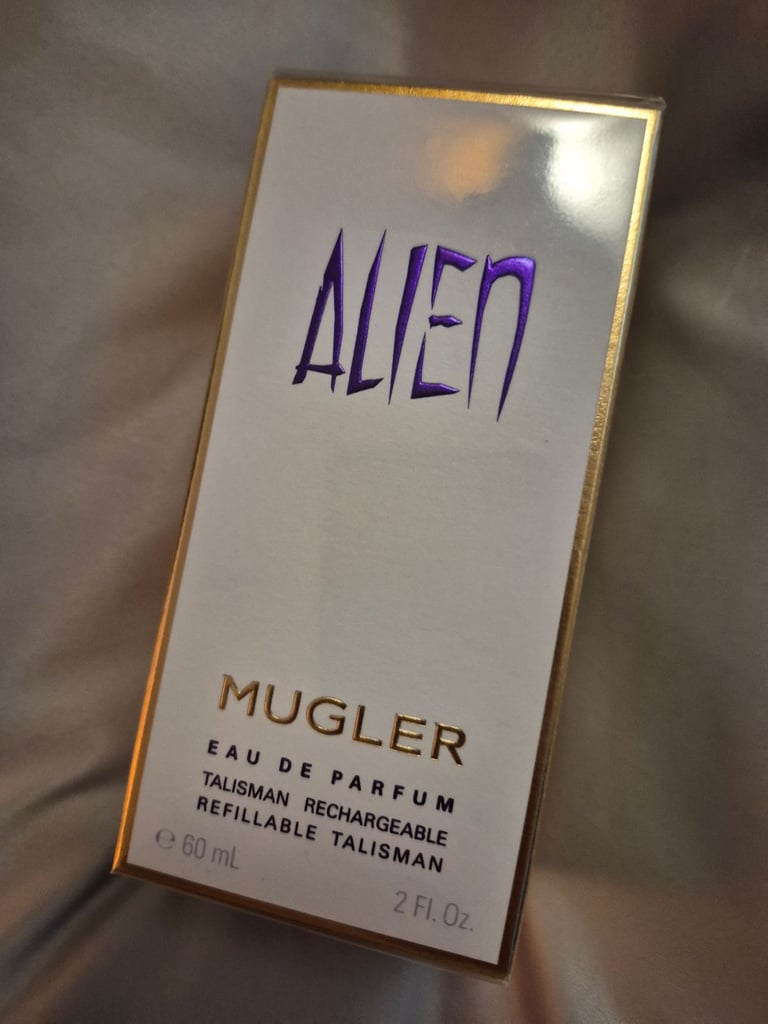 ALIEN
MUGLER
EAU DE PARFUM
TALISMAN RECHARGEABLE
REFILLABLE TALISMAN
℮ 60 mL
2 Fl. Oz.